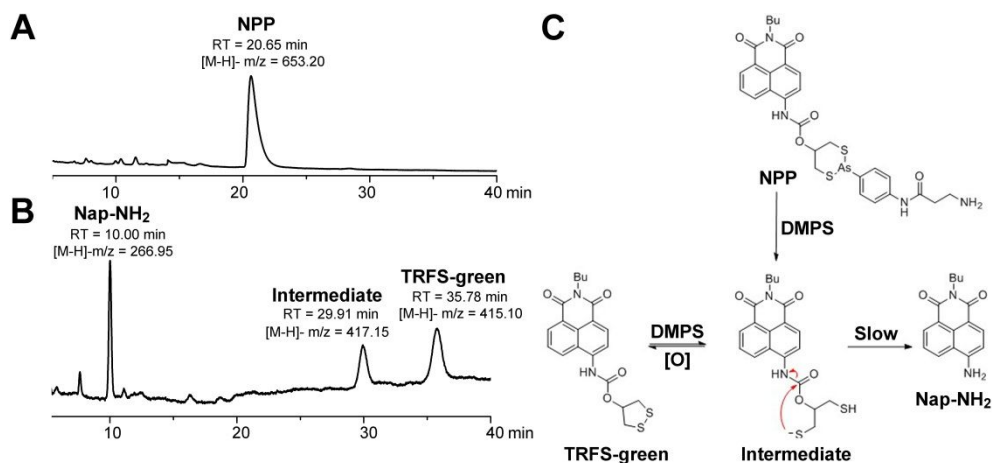 A
NPP
RT = 20.65 min
[M-H]- m/z = 653.20
10
20
30
40 min
B
Nap-NH2
RT = 10.00 min
[M-H]-m/z = 266.95
Intermediate
RT = 29.91 min
[M-H]- m/z = 417.15
TRFS-green
RT = 35.78 min
[M-H]- m/z = 415.10
10
20
30
40 min
C
Bu
O N O
HN O
O
S
S As
O
N
H
NH2
NPP
DMPS
Bu
O N O
HN O
O
S
S
TRFS-green
DMPS
[O]
Bu
O N O
HN O
O
SH
-S
Intermediate
Slow
Bu
O N O
NH2
Nap-NH2